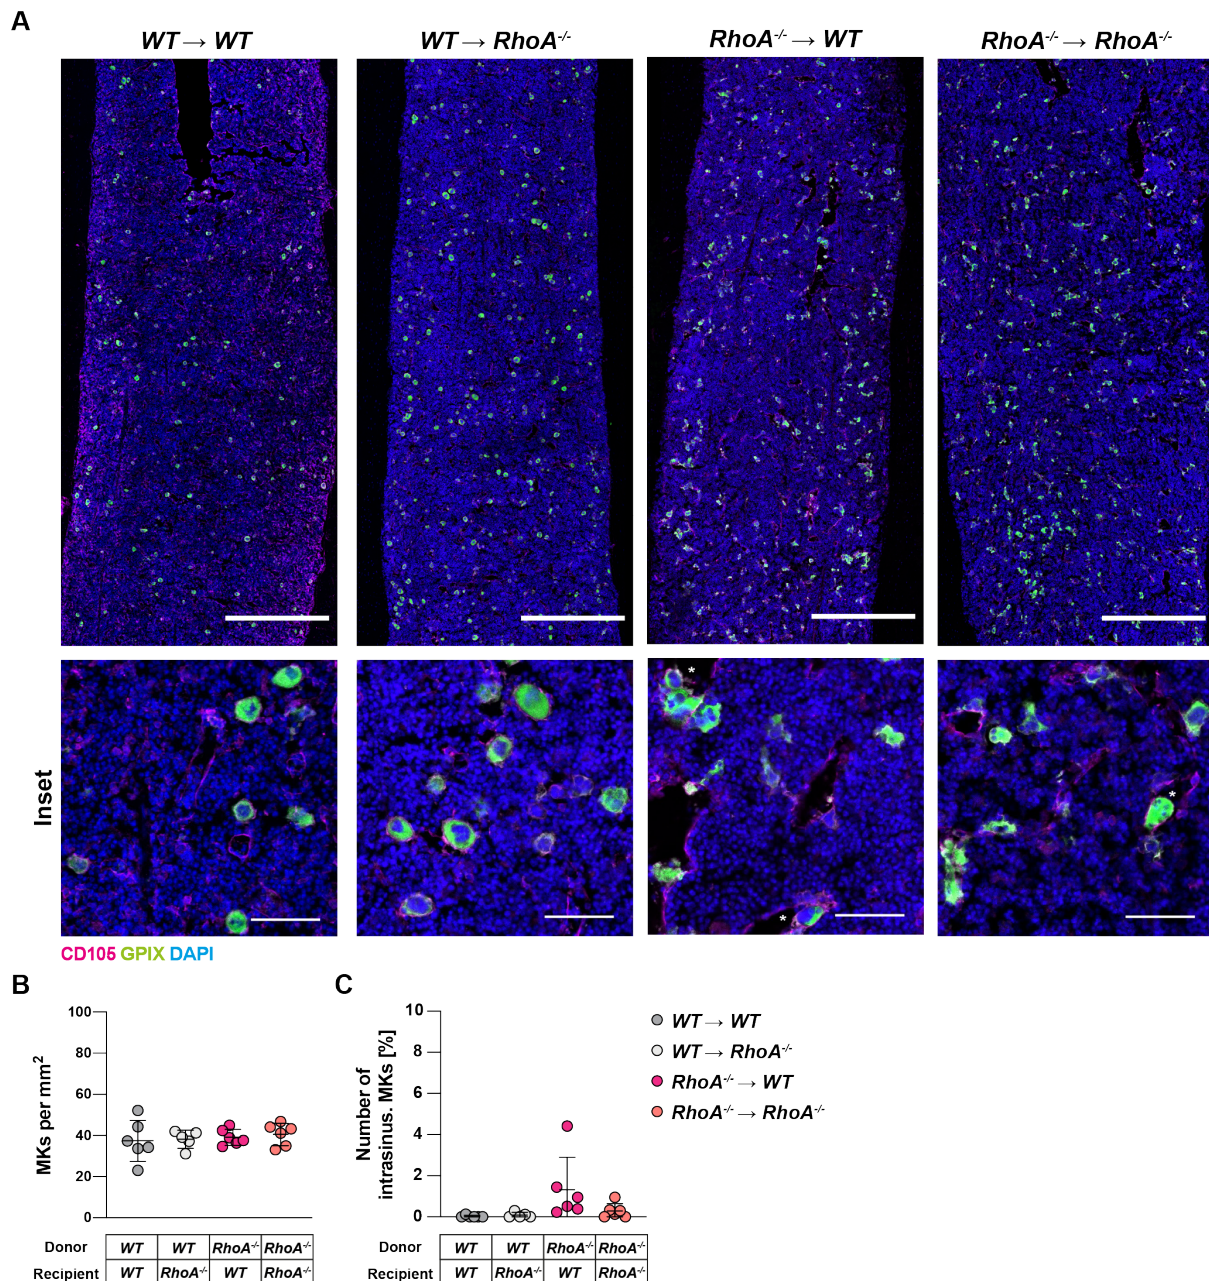 A
WT → WT
WT → RhoA-/-
RhoA-/- → WT
RhoA-/- → RhoA-/-
*
*
*
Inset
CD105 GPIX DAPI
B
MKs per mm2
100
80
60
40
20
0
Donor WT WT RhoA-/- RhoA-/-
Recipient WT RhoA-/- WT RhoA-/-
C
Number of
intrasinus. MKs [%]
10
8
6
4
2
0
Donor WT WT RhoA-/- RhoA-/-
Recipient WT RhoA-/- WT RhoA-/-
WT → WT
WT → RhoA-/-
RhoA-/- → WT
RhoA-/- → RhoA-/-